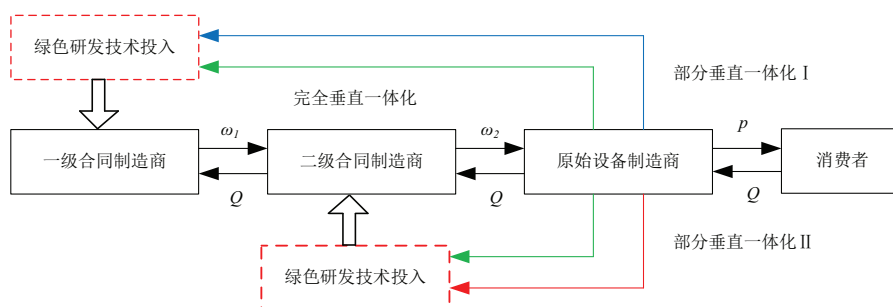 绿色研发技术投入
部分垂直一体化 I
完全垂直一体化
一级合同制造商
ω1
Q
二级合同制造商
ω2
Q
原始设备制造商
p
Q
消费者
部分垂直一体化 II
绿色研发技术投入